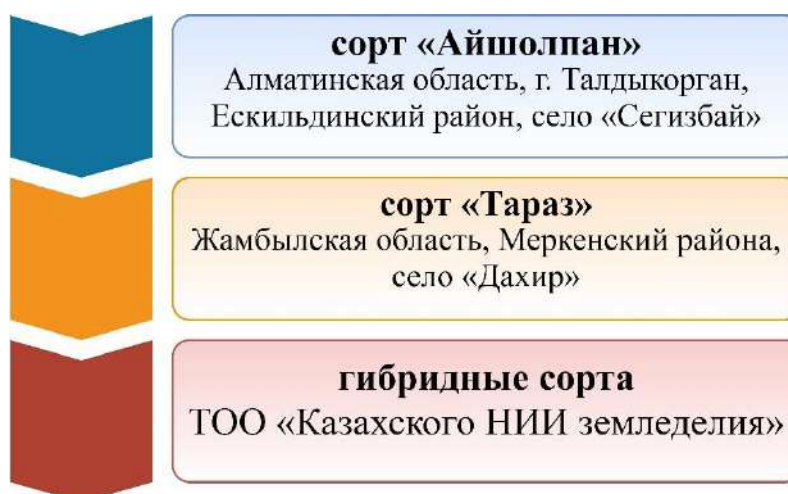 сорт «Айшолпан»
Алматинская область, г. Талдыкорган,
Ескильдинский район, село «Сегизбай»
сорт «Тараз»
Жамбылская область, Меркенский района,
село «Дахир»
гибридные сорта
ТОО «Казахского НИИ земледелия»